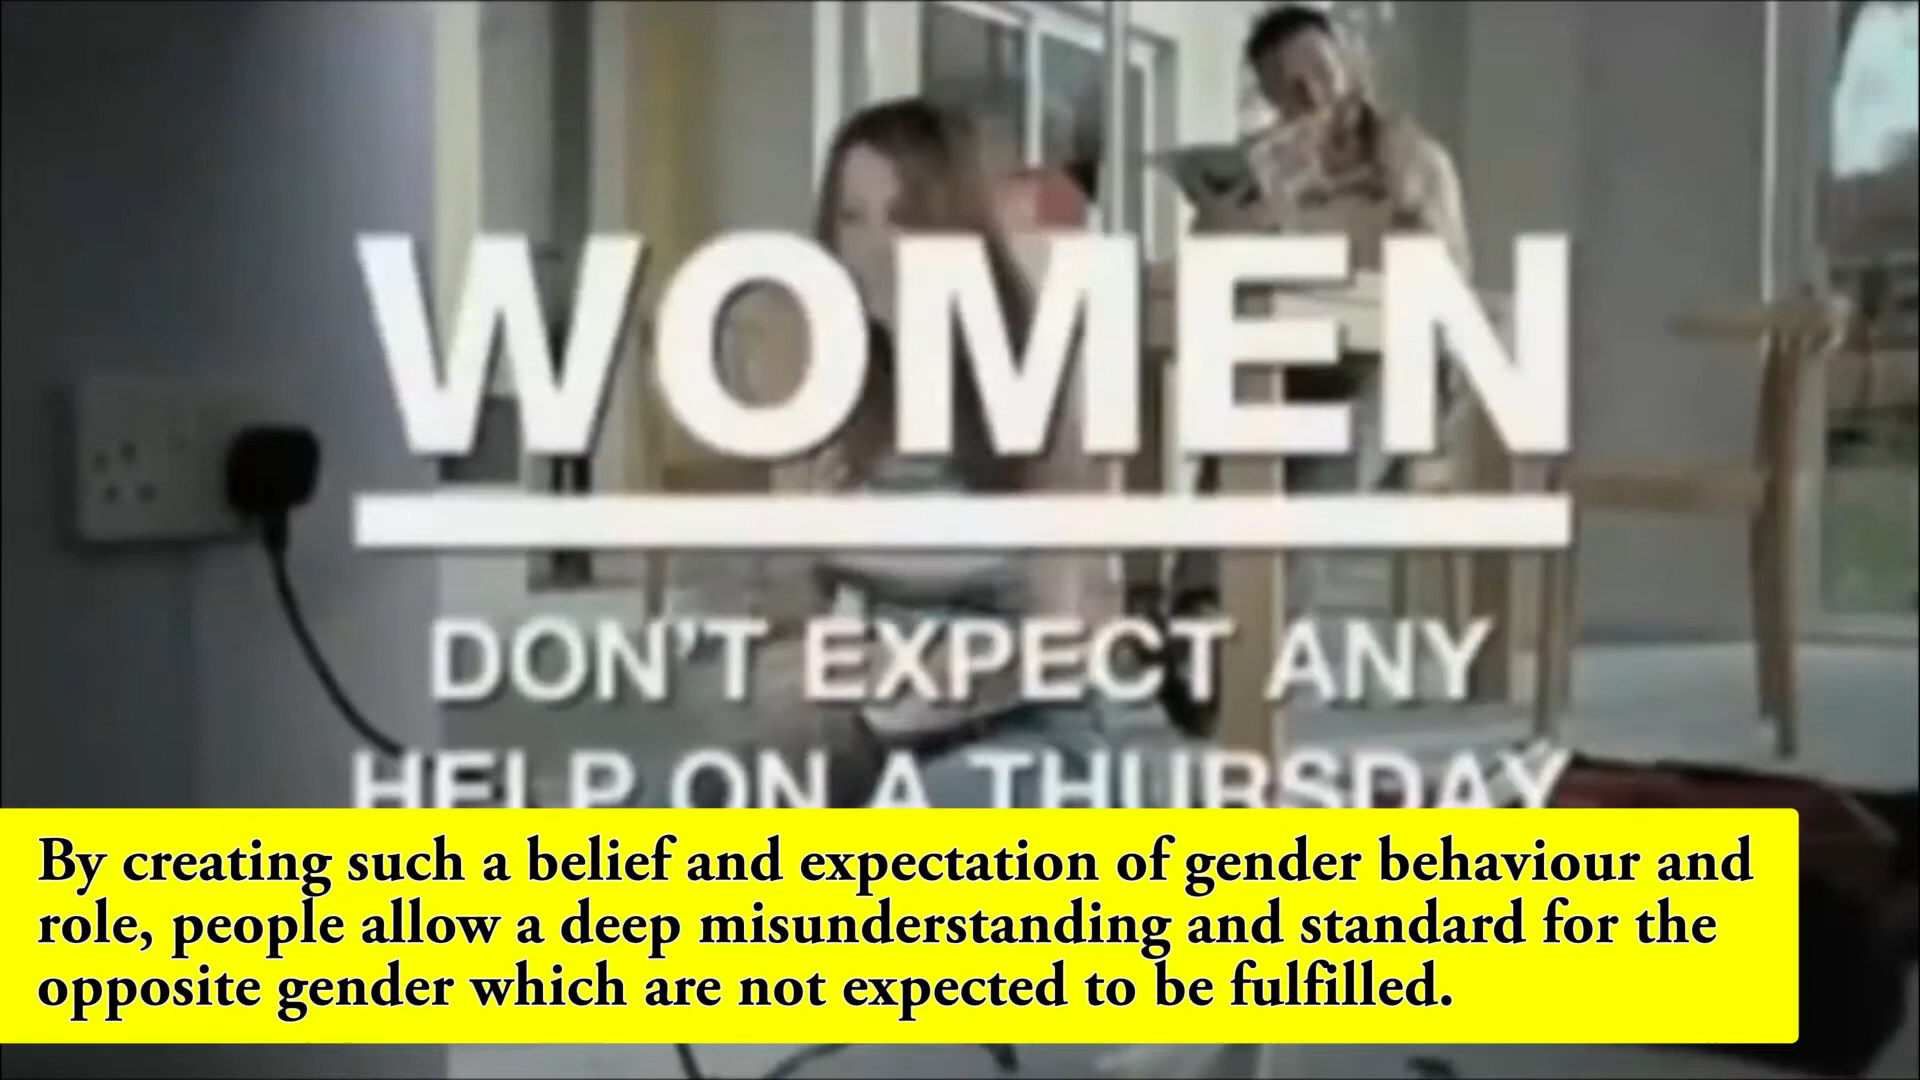 WOMEN
DON'T EXPECT ANY
HELP ON A THURSDAY
By creating such a belief and expectation of gender behaviour and
role, people allow a deep misunderstanding and standard for the
opposite gender which are not expected to be fulfilled.